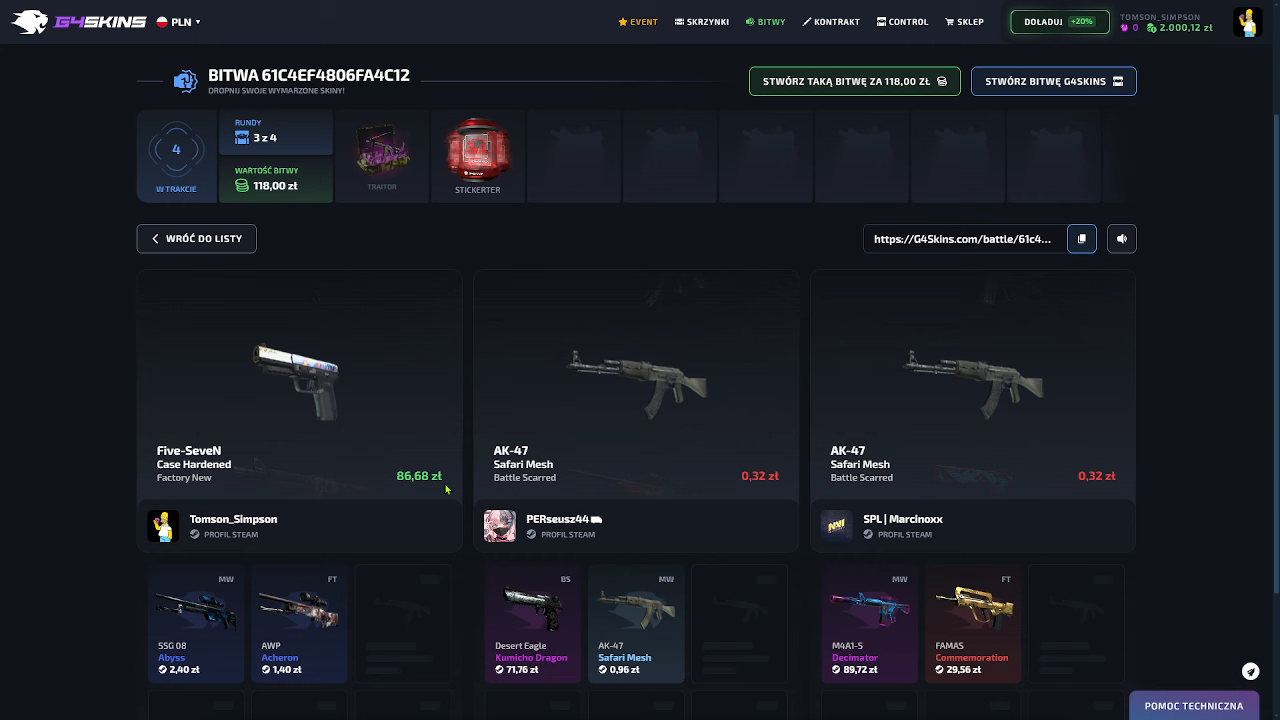 G4SKINS PLN EVENT SKRZYNKI BITWY KONTRAKT CONTROL SKLEP DOŁADUJ +20% TOMSON_SIMPSON
0 2.000,12 zł
BITWA 61C4EF4806FA4C12
DROPNIJ SWOJE WYMARZONE SKINY!
STWÓRZ TAKĄ BITWĘ ZA 118,00 ZŁ
STWÓRZ BITWĘ G4SKINS
4
W TRAKCIE
RUNDY
3 z 4
WARTOŚĆ BITWY
118,00 zł
TRAITOR
STICKERTER
WRÓĆ DO LISTY
https://G4Skins.com/battle/61c4...
Five-SeveN
Case Hardened
Factory New
86,68 zł
AK-47
Safari Mesh
Battle Scarred
0,32 zł
AK-47
Safari Mesh
Battle Scarred
0,32 zł
Tomson_Simpson
PROFIL STEAM
PERseusz44
PROFIL STEAM
SPL | Marcinoxx
PROFIL STEAM
MW
SSG 08
Abyss
2,40 zł
FT
AWP
Acheron
1,40 zł
BS
Desert Eagle
Kumicho Dragon
71,76 zł
MW
AK-47
Safari Mesh
0,96 zł
MW
M4A1-S
Decimator
89,72 zł
FT
FAMAS
Commemoration
29,56 zł
POMOC TECHNICZNA